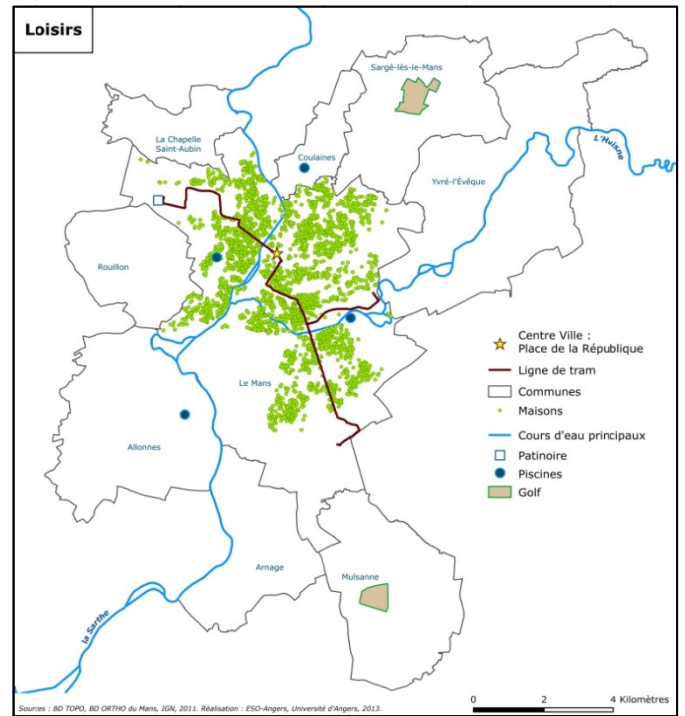 Loisirs
Sargé-lès-le-Mans
La Chapelle
Saint-Aubin
Coulaines
L'Huisne
Yvré-l'Évêque
Rouillon
Centre Ville :
Place de la République
Ligne de tram
Communes
Maisons
Cours d'eau principaux
Patinoire
Piscines
Golf
Le Mans
Allonnes
Arnage
Mulsanne
la Sarthe
Sources : BD TOPO, BD ORTHO du Mans, IGN, 2011. Réalisation : ESO-Angers, Université d'Angers, 2013.
0 2 4 Kilomètres